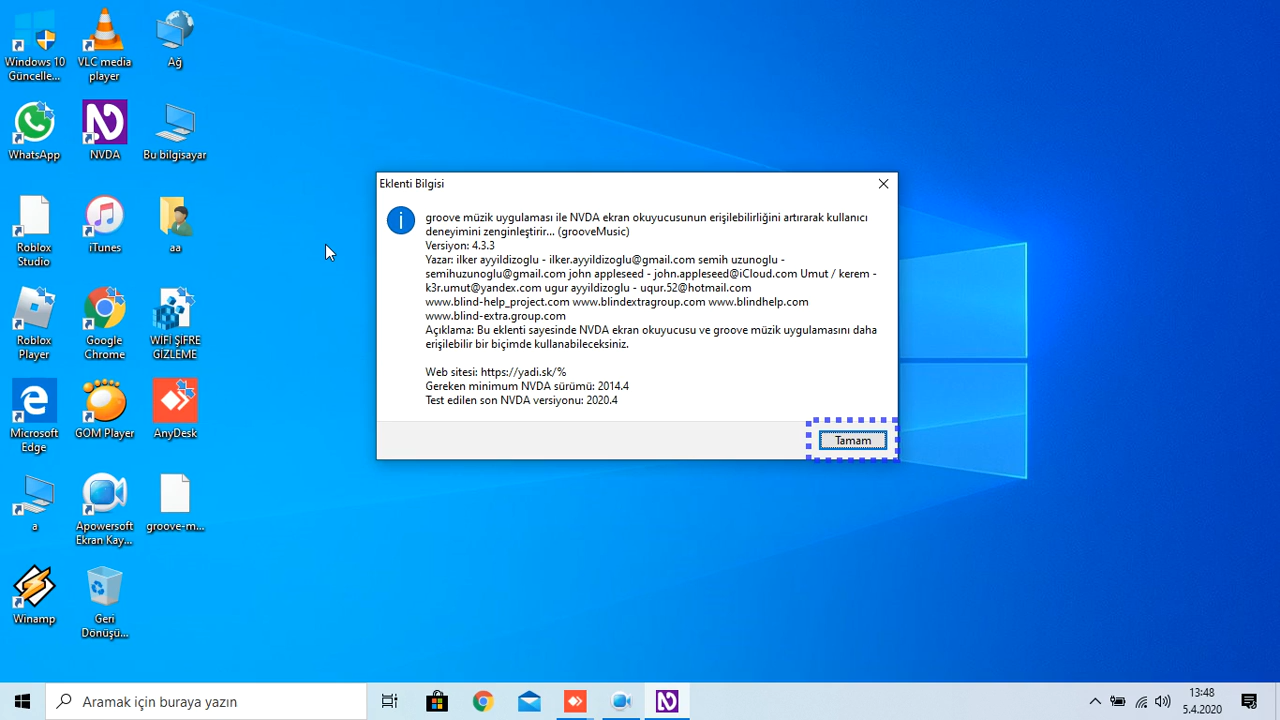 Windows 10
Güncelle...
VLC media
player
Ağ
WhatsApp
NVDA
Bu bilgisayar
Roblox
Studio
iTunes
aa
Roblox
Player
Google
Chrome
WIFI ŞİFRE
GİZLEME
Microsoft
Edge
GOM Player
AnyDesk
a
Apowersoft
Ekran Kay...
groove-m...
Winamp
Geri
Dönüşü...
Eklenti Bilgisi
groove müzik uygulaması ile NVDA ekran okuyucusunun erişilebilirliğini artırarak kullanıcı
deneyimini zenginleştirir... (grooveMusic)
Versiyon: 4.3.3
Yazar: ilker ayyildizoglu - ilker.ayyildizoglu@gmail.com semih uzunoglu -
semihuzunoglu@gmail.com john appleseed - john.appleseed@iCloud.com Umut / kerem -
k3r.umut@yandex.com ugur ayyildizoglu - uqur.52@hotmail.com
www.blind-help_project.com www.blindextragroup.com www.blindhelp.com
www.blind-extra.group.com
Açıklama: Bu eklenti sayesinde NVDA ekran okuyucusu ve groove müzik uygulamasını daha
erişilebilir bir biçimde kullanabileceksiniz.
Web sitesi: https://yadi.sk/%
Gereken minimum NVDA sürümü: 2014.4
Test edilen son NVDA versiyonu: 2020.4
Tamam
Aramak için buraya yazın
13:48
5.4.2020